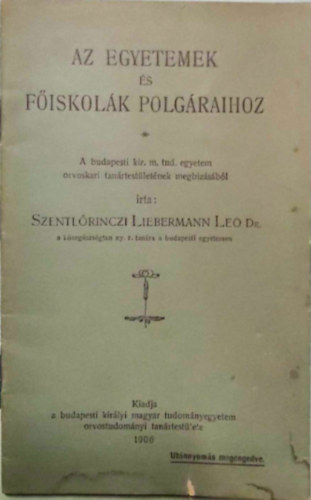 AZ EGYETEMEK
ÉS
FŐISKOLÁK POLGÁRAIHOZ
A budapesti kir. m. tud. egyetem
orvoskari tanártestületének megbízásából
írta:
SZENTLŐRINCZI LIEBERMANN LEO DR.
a közegészségtan ny. r. tanára a budapesti egyetemen
Kiadja
a budapesti királyi magyar tudományegyetem
orvostudományi tanártestülete
1906
Utánnyomás megengedve.